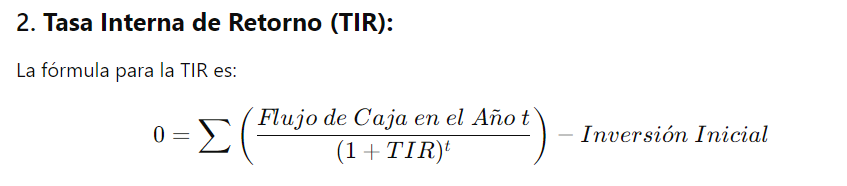 2. Tasa Interna de Retorno (TIR):
La fórmula para la TIR es:
0 = ∑ ( Flujo de Caja en el Año t / (1 + TIR)^t ) − Inversión Inicial